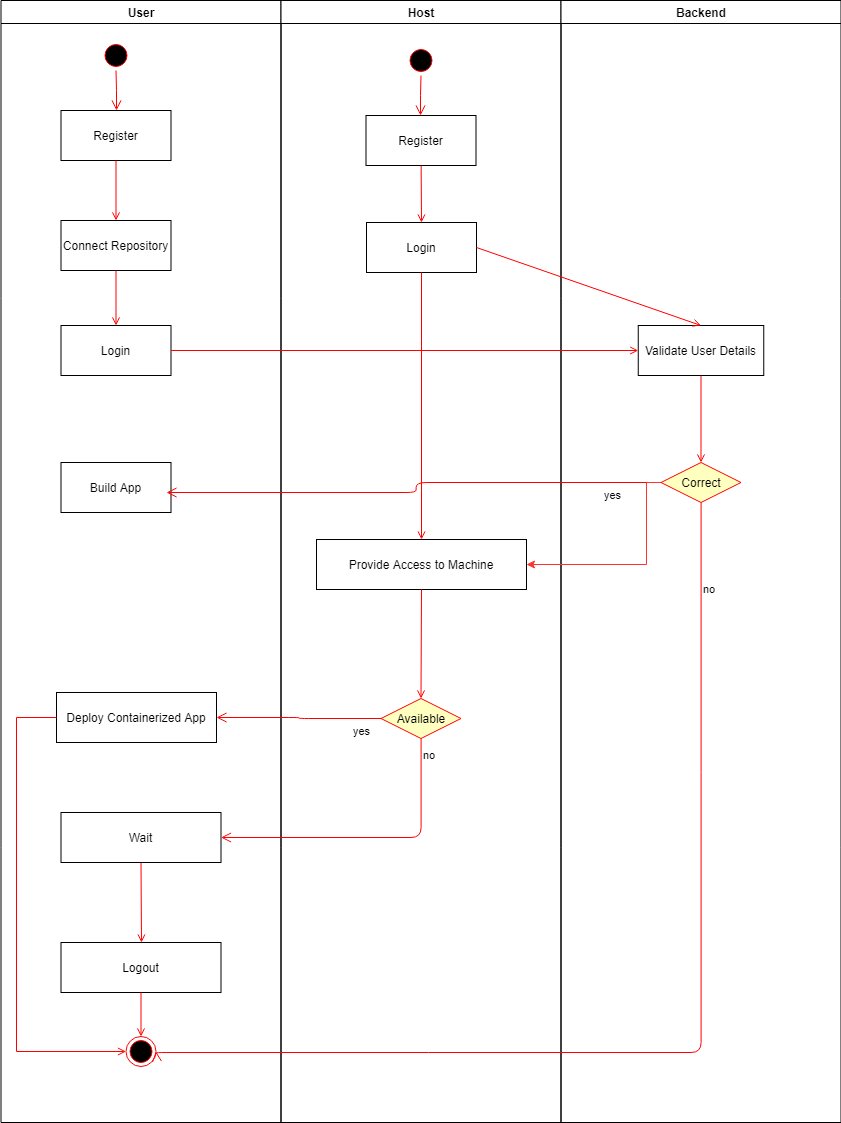 User
Host
Backend
Register
Register
Connect Repository
Login
Login
Validate User Details
Build App
Correct
yes
Provide Access to Machine
no
Deploy Containerized App
Available
yes
no
Wait
Logout